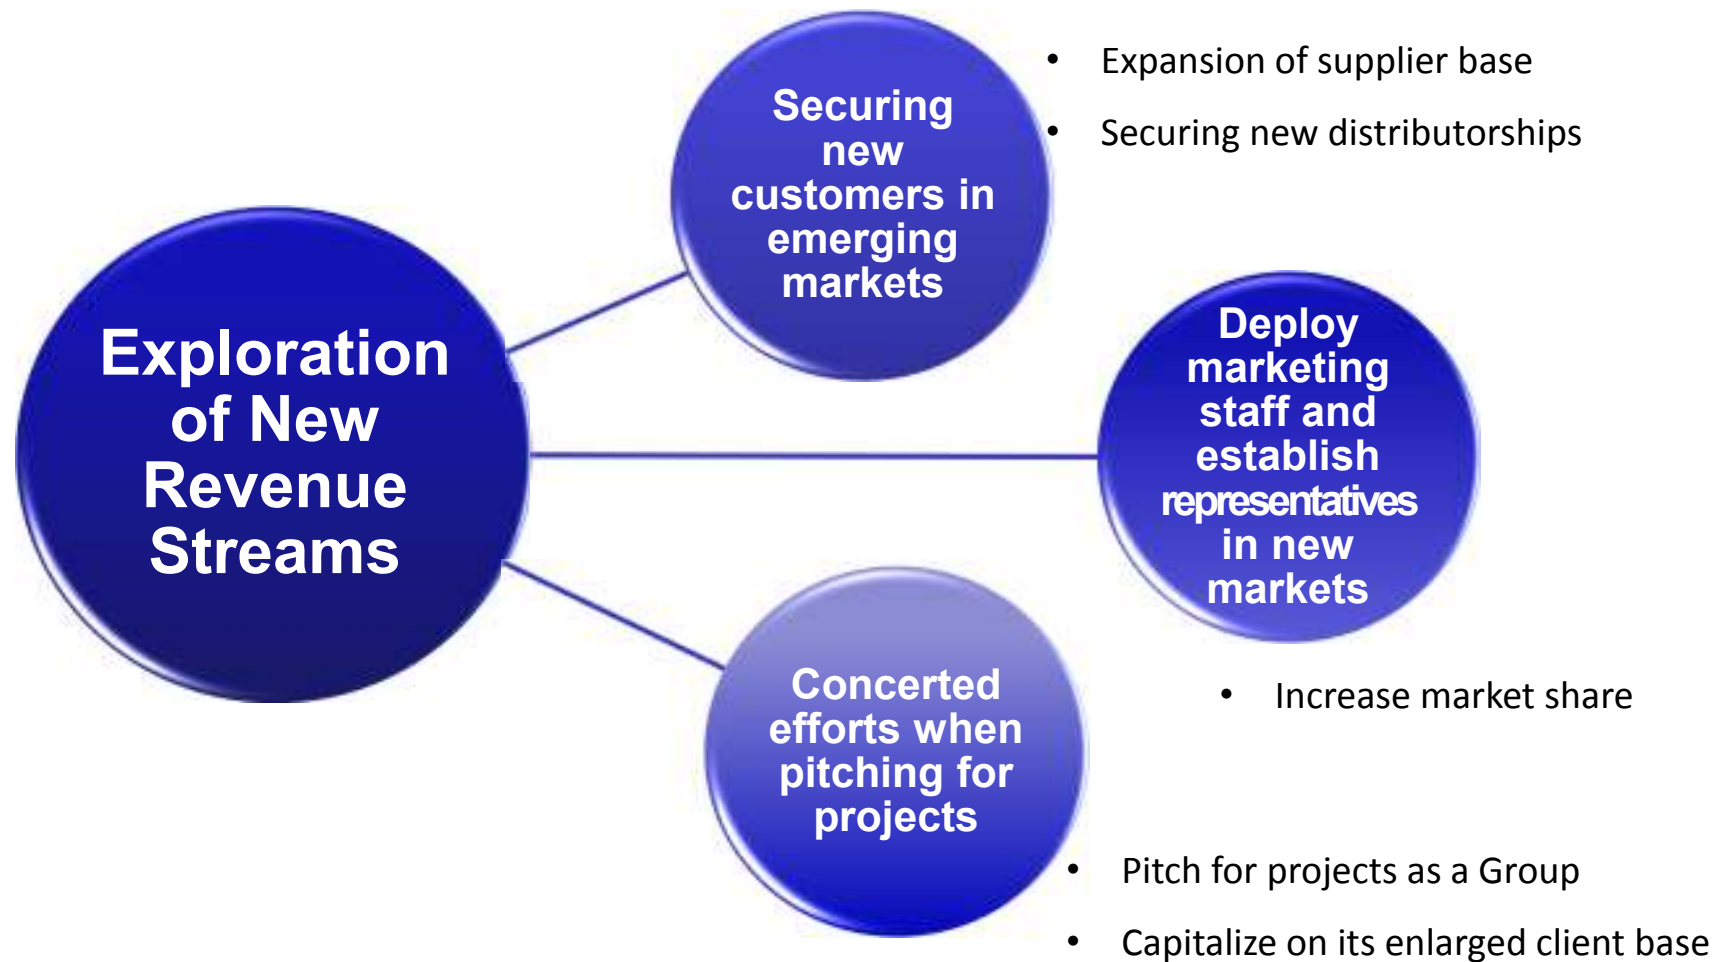 Exploration
of New
Revenue
Streams
Securing
new
customers in
emerging
markets
• Expansion of supplier base
• Securing new distributorships
Deploy
marketing
staff and
establish
representatives
in new
markets
• Increase market share
Concerted
efforts when
pitching for
projects
• Pitch for projects as a Group
• Capitalize on its enlarged client base